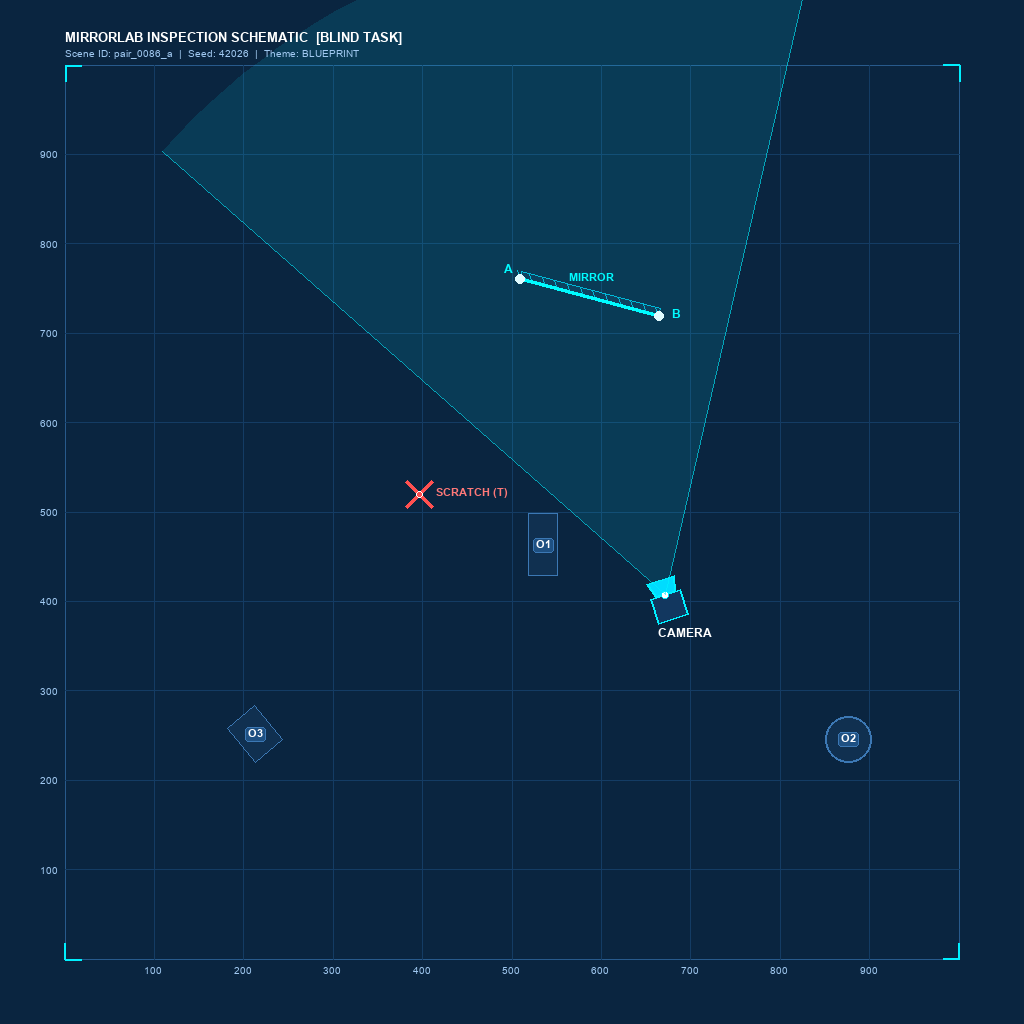 MIRRORLAB INSPECTION SCHEMATIC [BLIND TASK]
Scene ID: pair_0086_a | Seed: 42026 | Theme: BLUEPRINT
900
800
700
600
500
400
300
200
100
A
MIRROR
B
SCRATCH (T)
O1
CAMERA
O3
O2
100 200 300 400 500 600 700 800 900